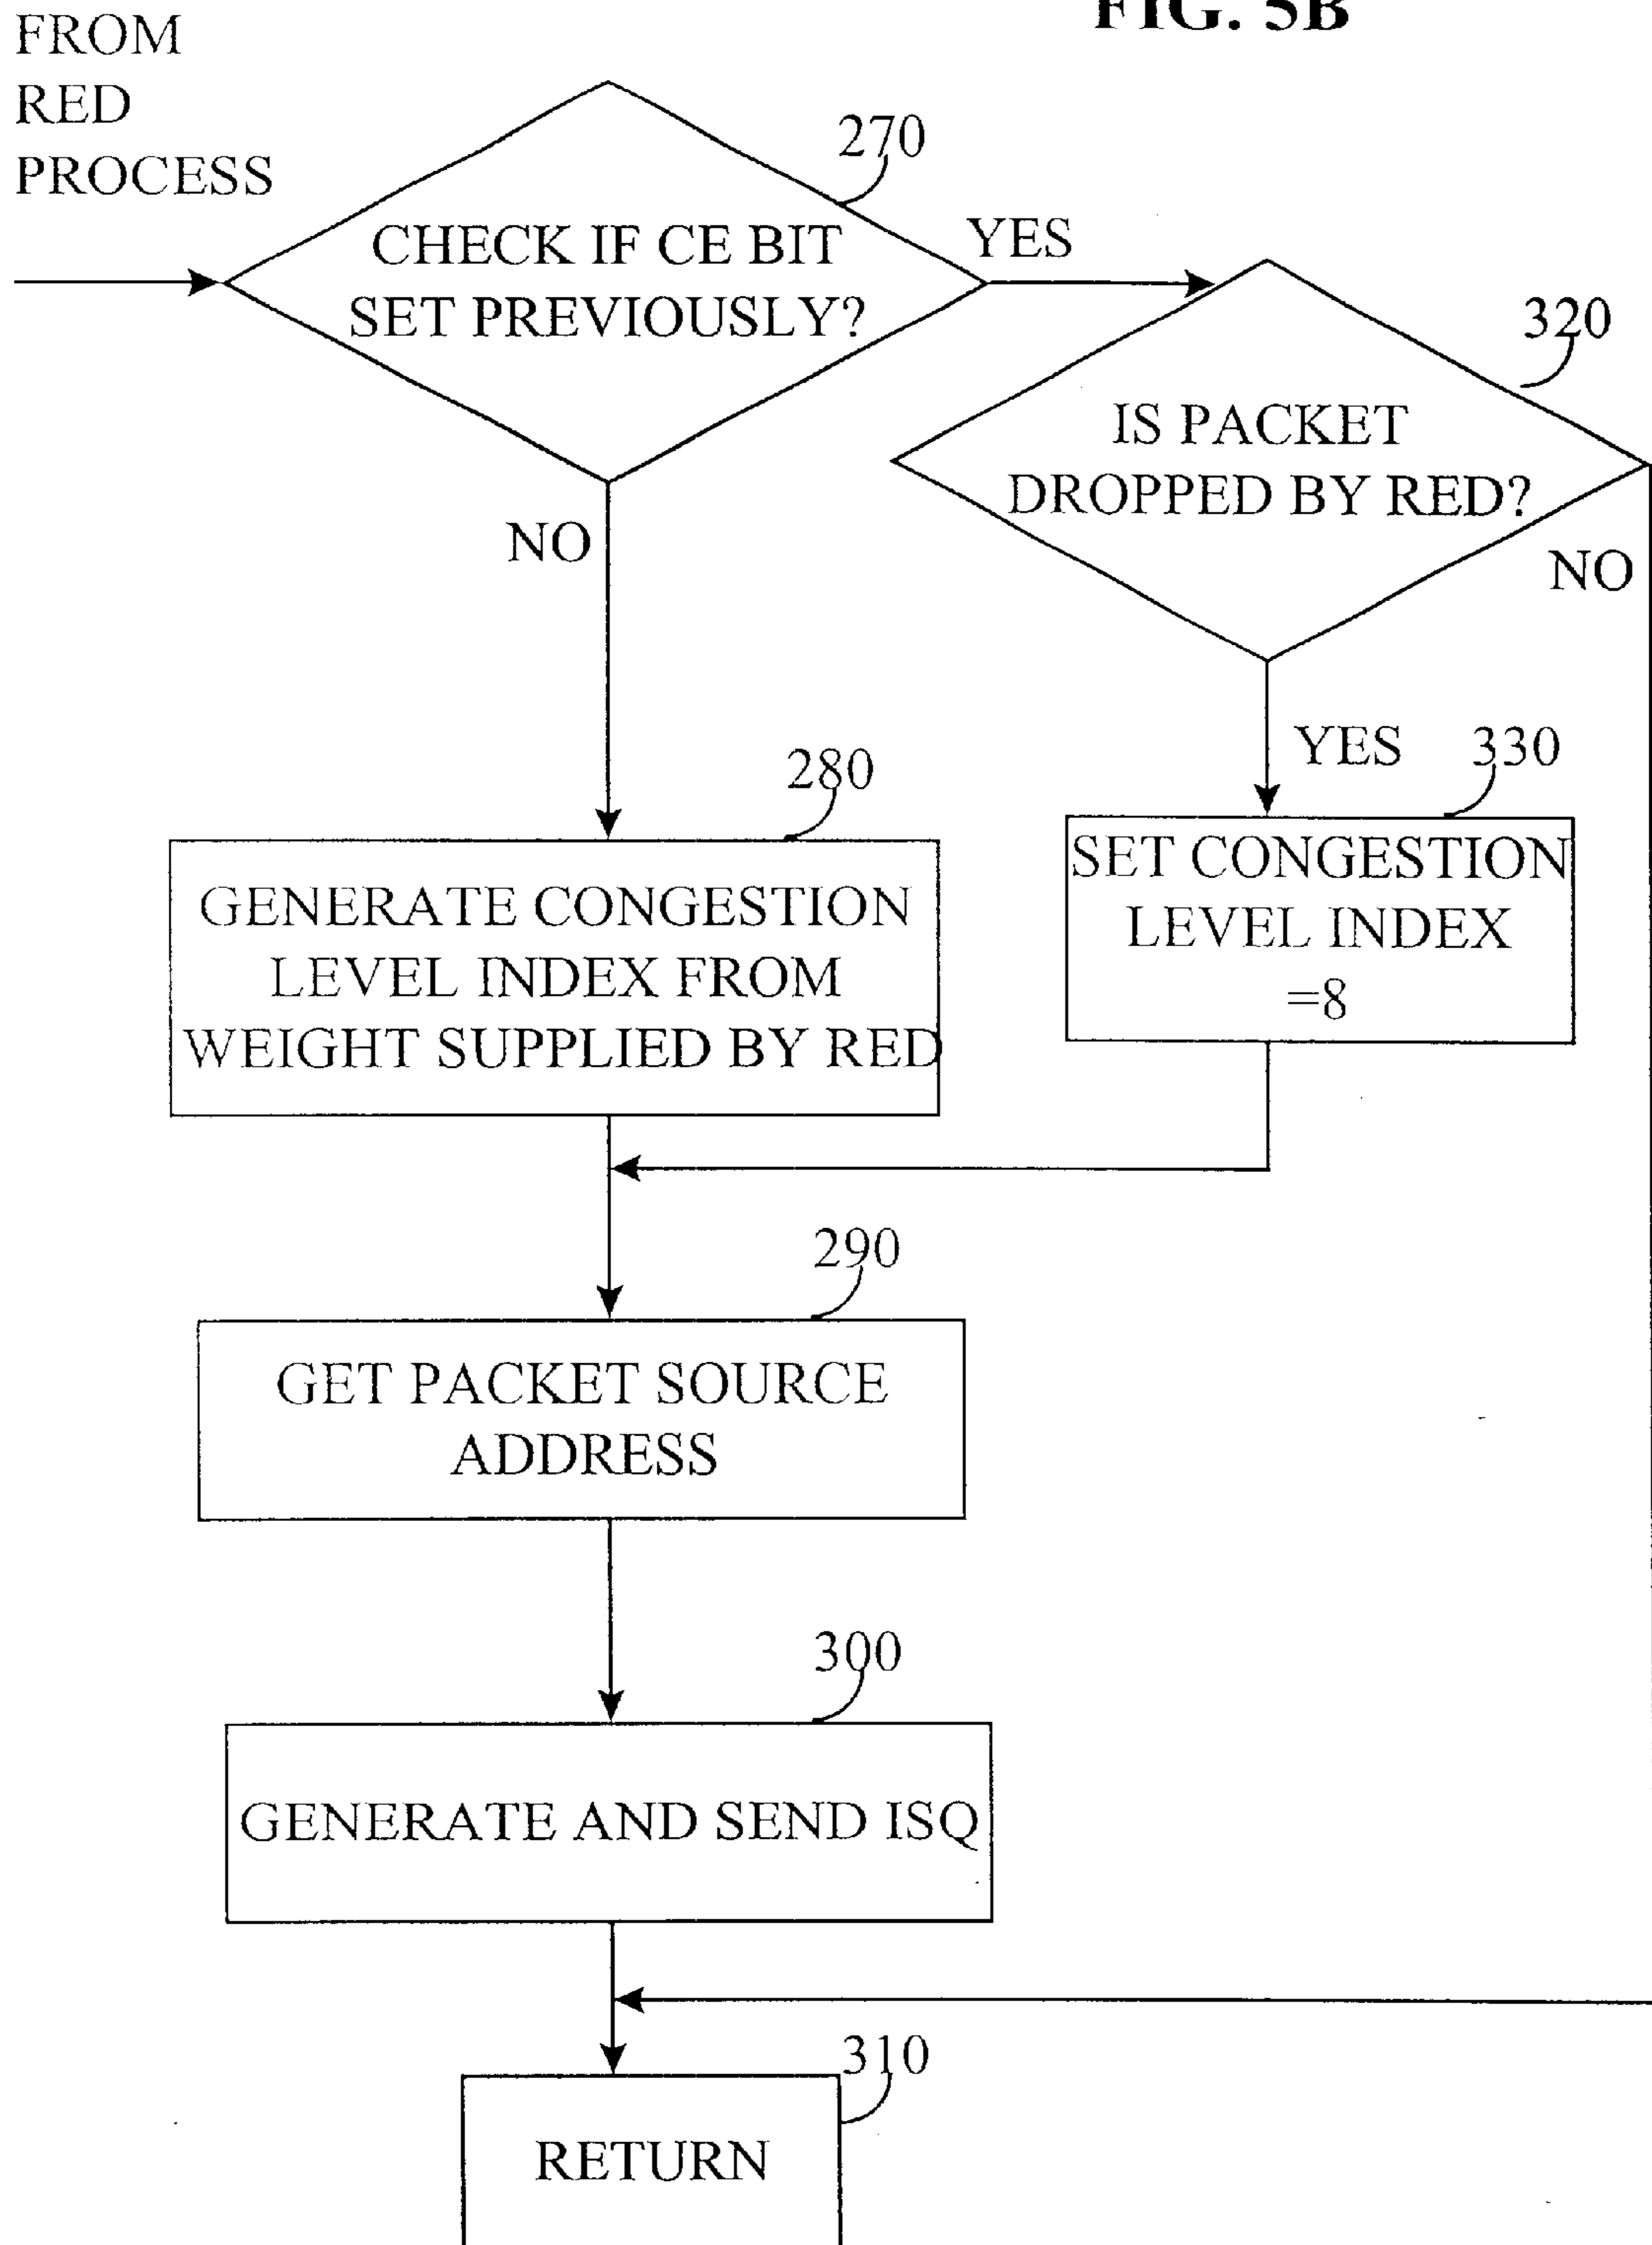 FIG. 5B
FROM
RED
PROCESS
270
CHECK IF CE BIT
SET PREVIOUSLY?
YES
320
IS PACKET
DROPPED BY RED?
NO
NO
YES
330
280
SET CONGESTION
LEVEL INDEX
=8
GENERATE CONGESTION
LEVEL INDEX FROM
WEIGHT SUPPLIED BY RED
290
GET PACKET SOURCE
ADDRESS
300
GENERATE AND SEND ISQ
310
RETURN